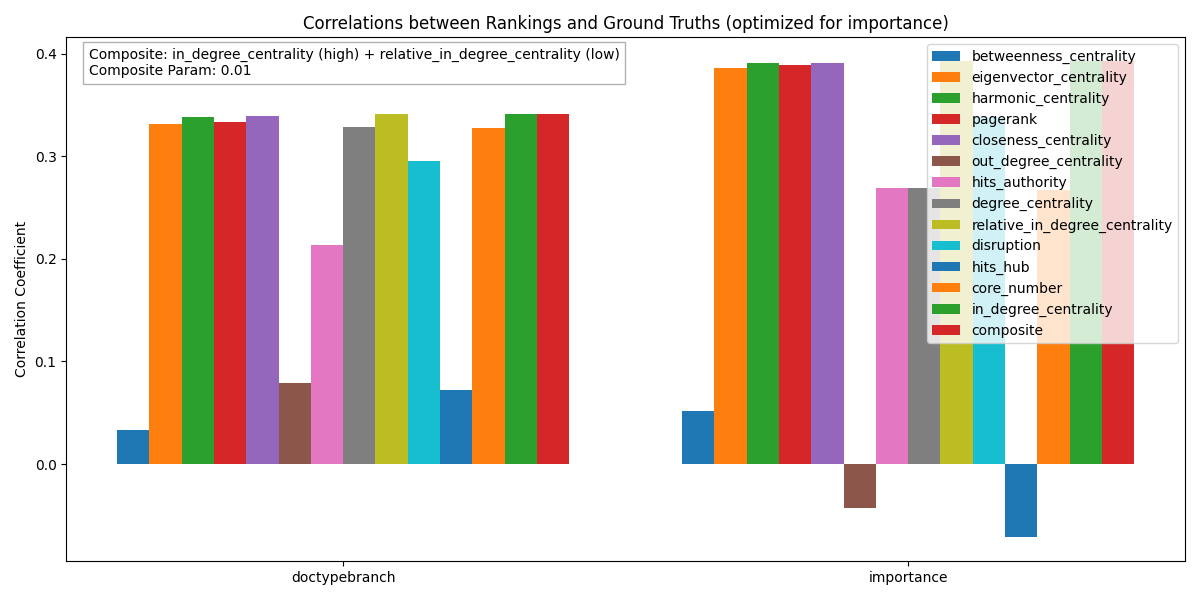 Correlations between Rankings and Ground Truths (optimized for importance)
Composite: in_degree_centrality (high) + relative_in_degree_centrality (low)
Composite Param: 0.01
betweenness_centrality
eigenvector_centrality
harmonic_centrality
pagerank
closeness_centrality
out_degree_centrality
hits_authority
degree_centrality
relative_in_degree_centrality
disruption
hits_hub
core_number
in_degree_centrality
composite
Correlation Coefficient
0.4
0.3
0.2
0.1
0.0
doctypebranch
importance